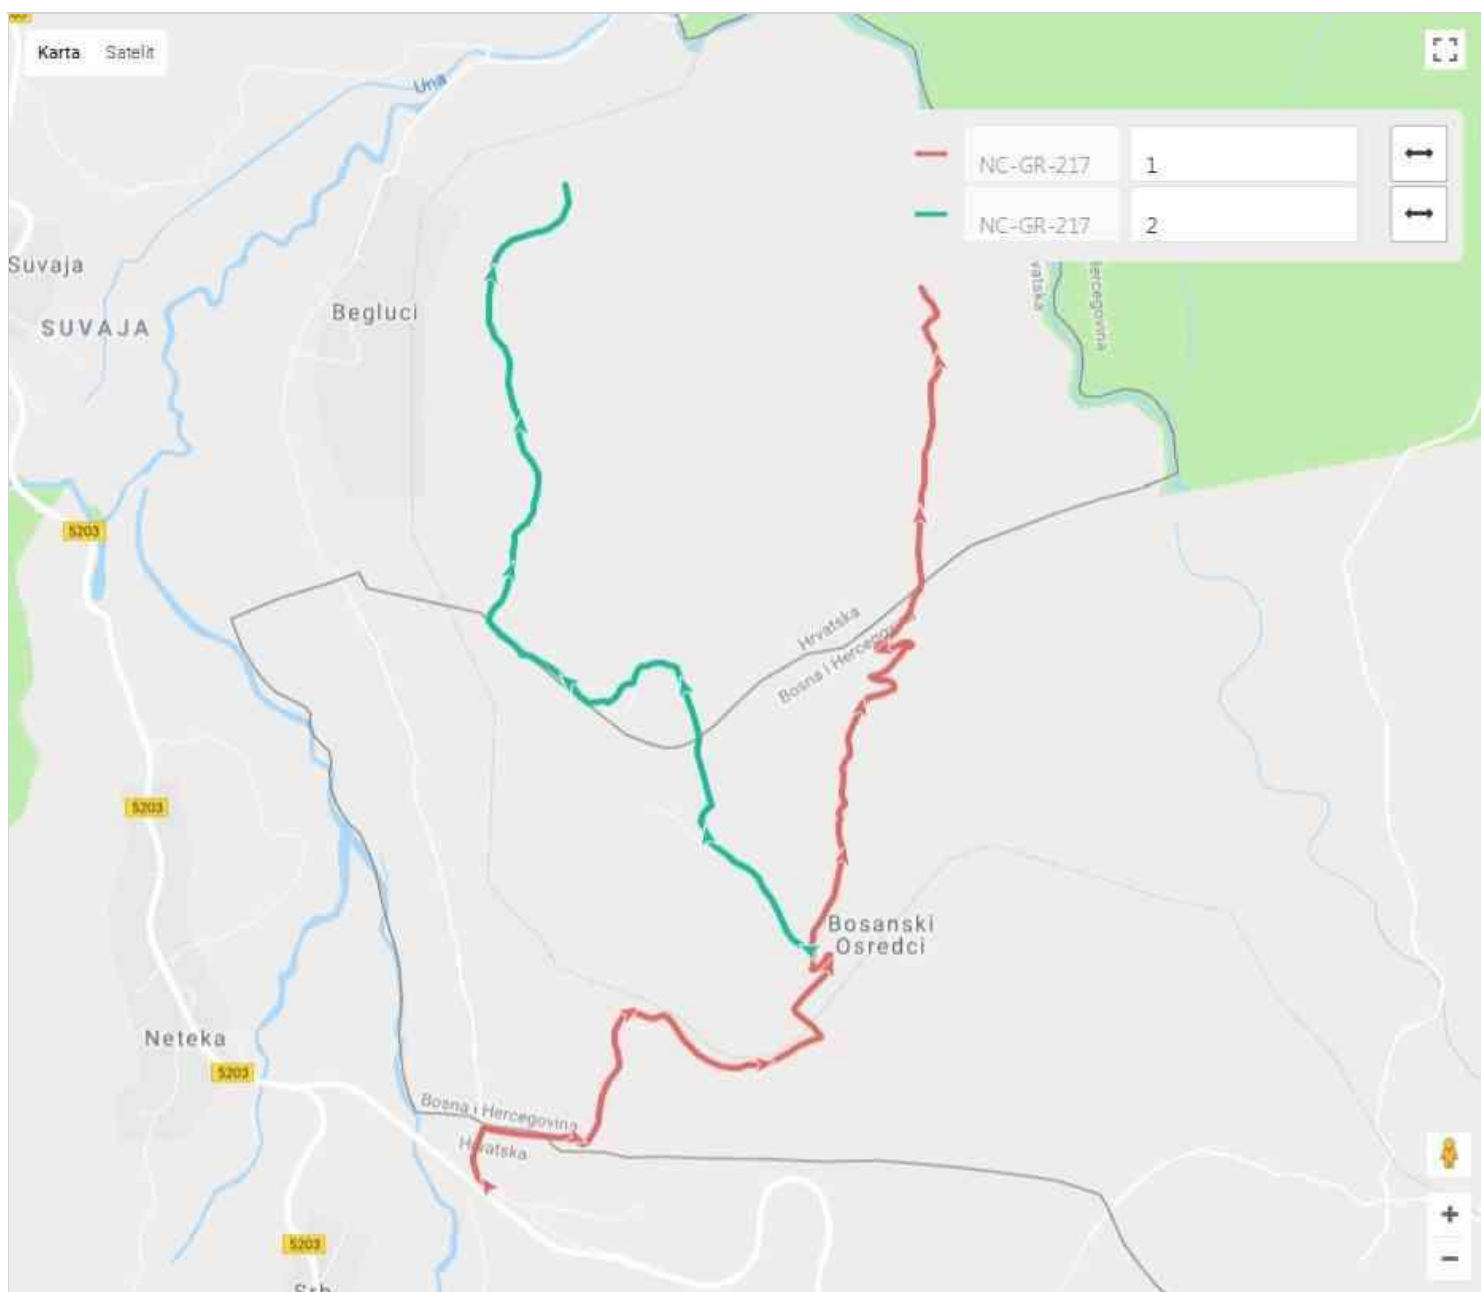 Karta Satelit
Una
NC-GR-217 1
NC-GR-217 2
Suvaja
SUVAJA
Begluci
5203
Hrvatska
Bosna i Hercegovina
5203
Bosanski
Osredci
Neteka
5203
Bosna i Hercegovina
Hrvatska
5203
+
−